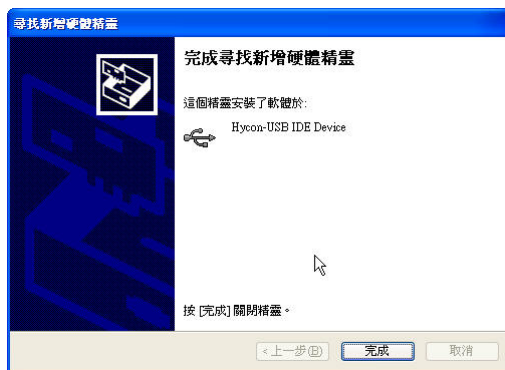 尋找新增硬體精靈
完成尋找新增硬體精靈
這個精靈安裝了軟體於:
Hycon-USB IDE Device
按 [完成] 關閉精靈。
<上一步(B)
完成
取消